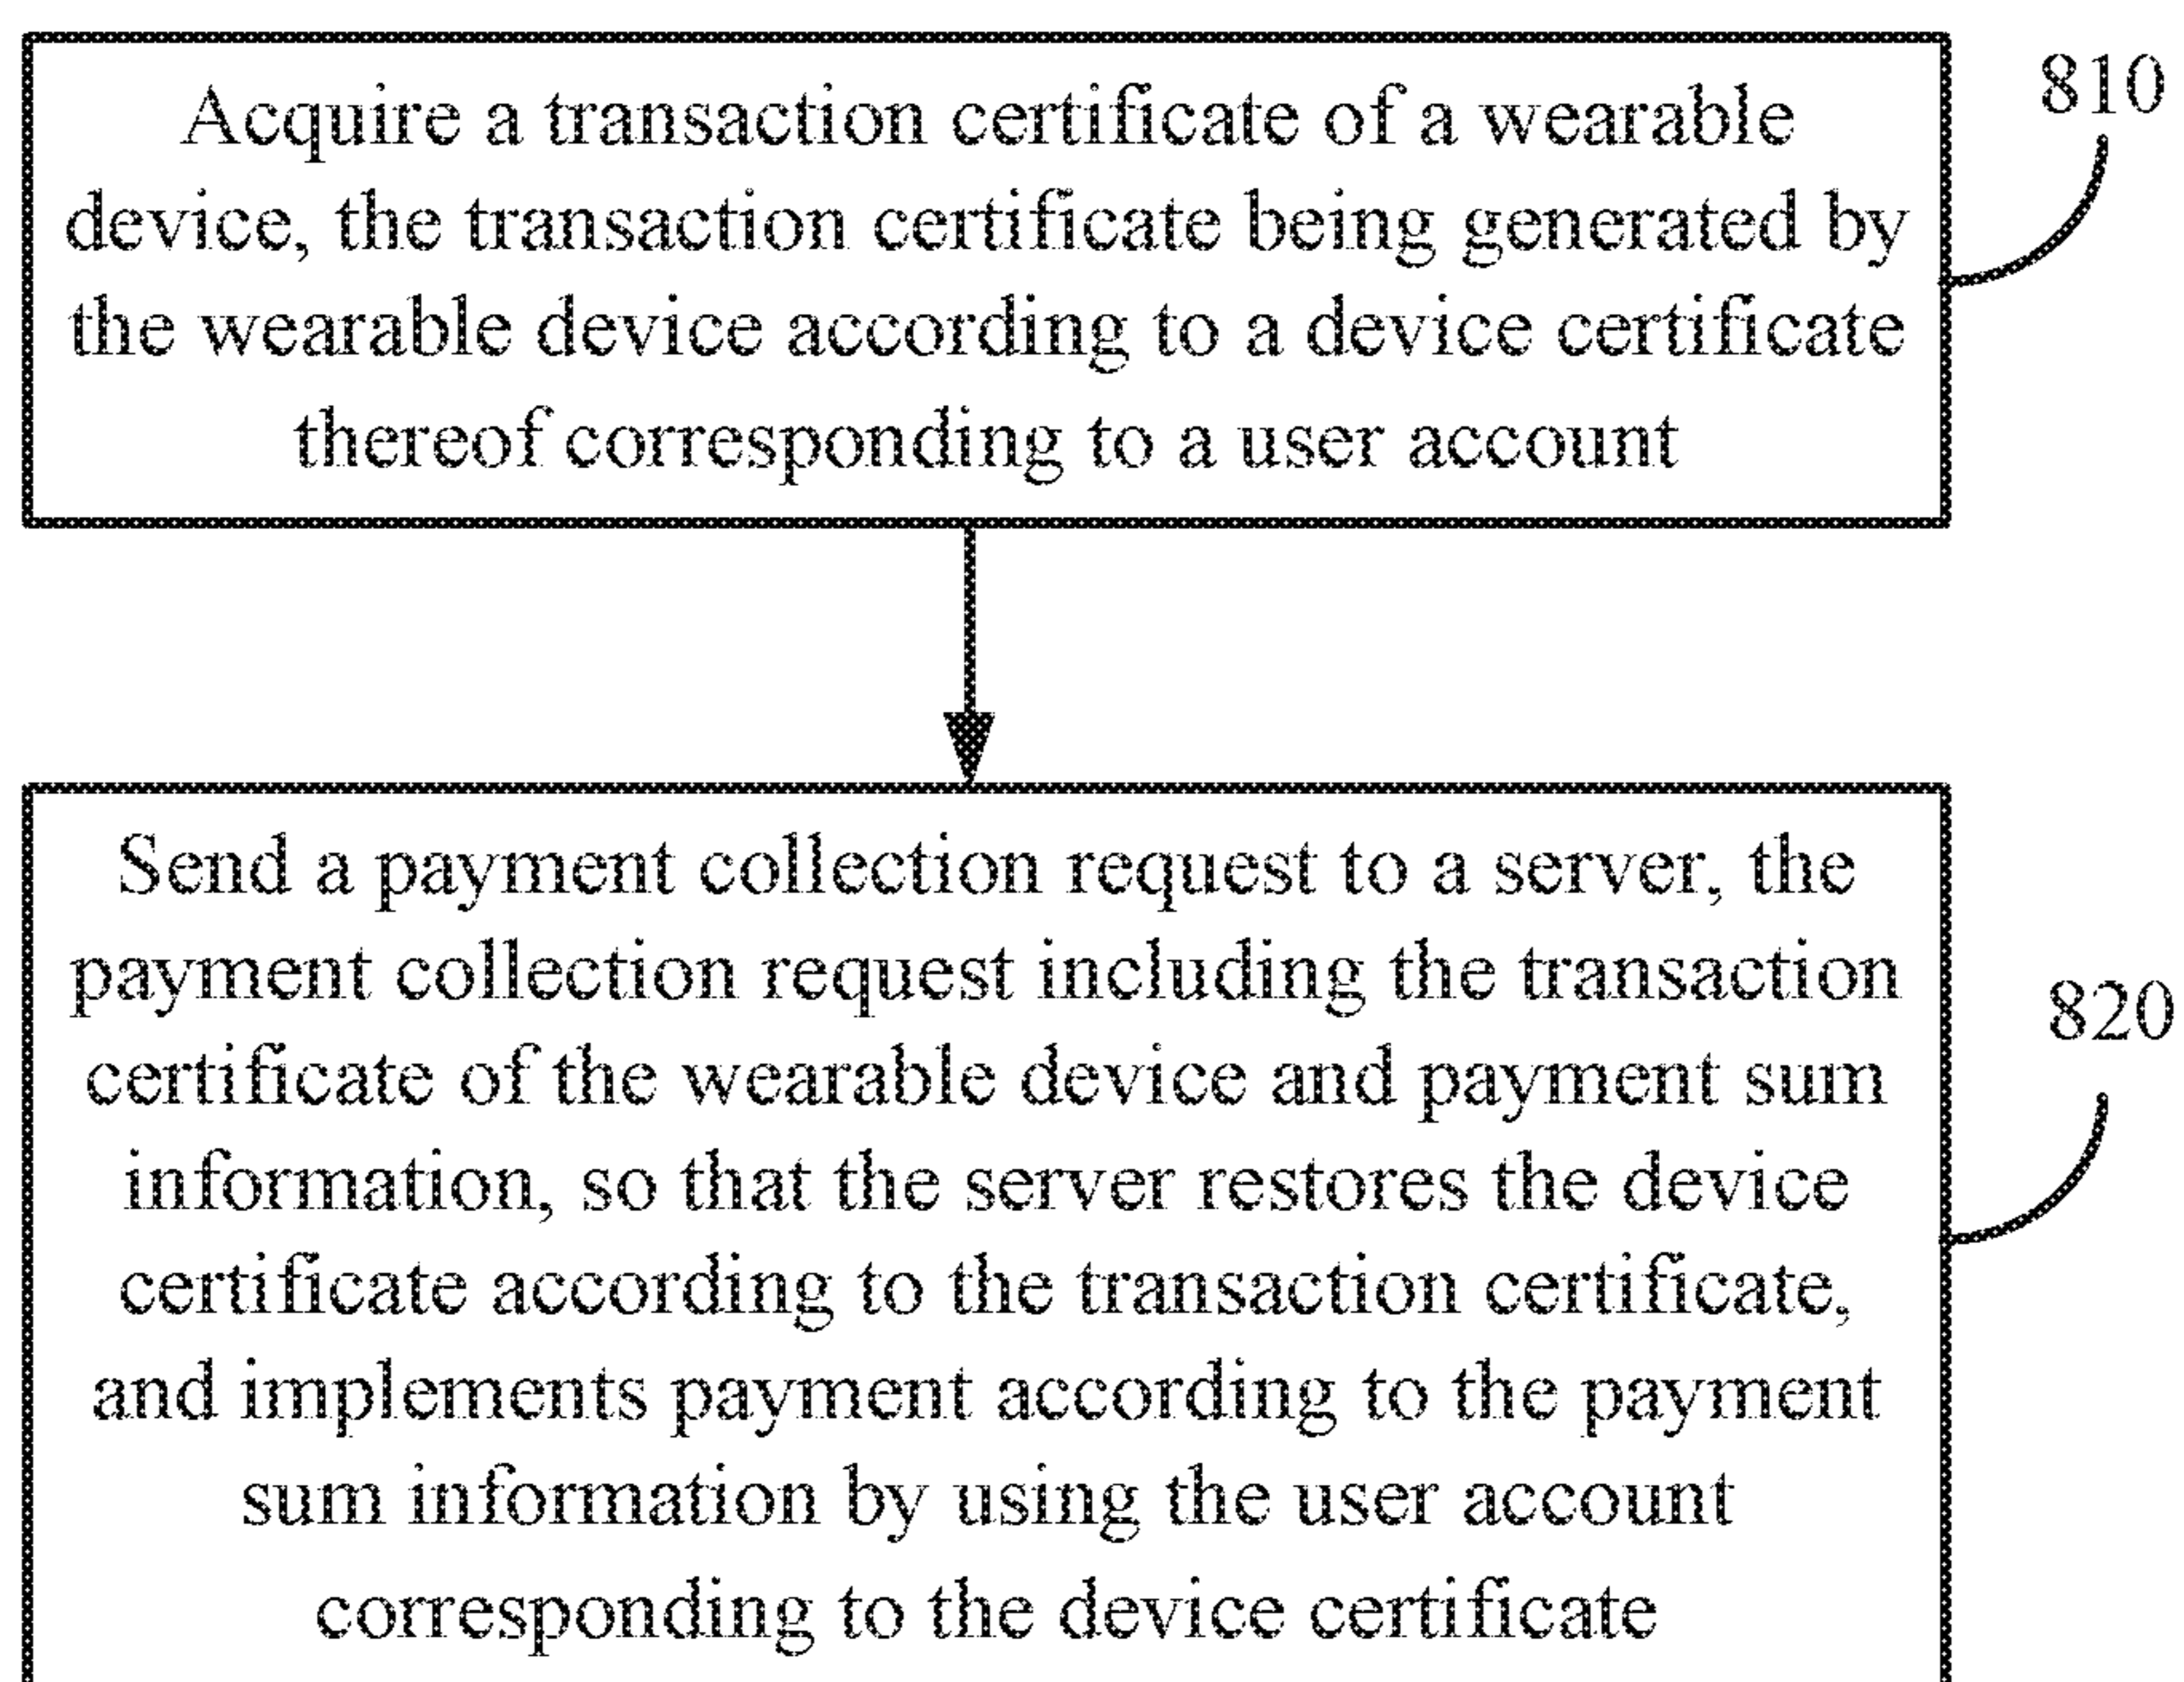 Acquire a transaction certificate of a wearable
device, the transaction certificate being generated by
the wearable device according to a device certificate
thereof corresponding to a user account
810
Send a payment collection request to a server, the
payment collection request including the transaction
certificate of the wearable device and payment sum
information, so that the server restores the device
certificate according to the transaction certificate,
and implements payment according to the payment
sum information by using the user account
corresponding to the device certificate
820